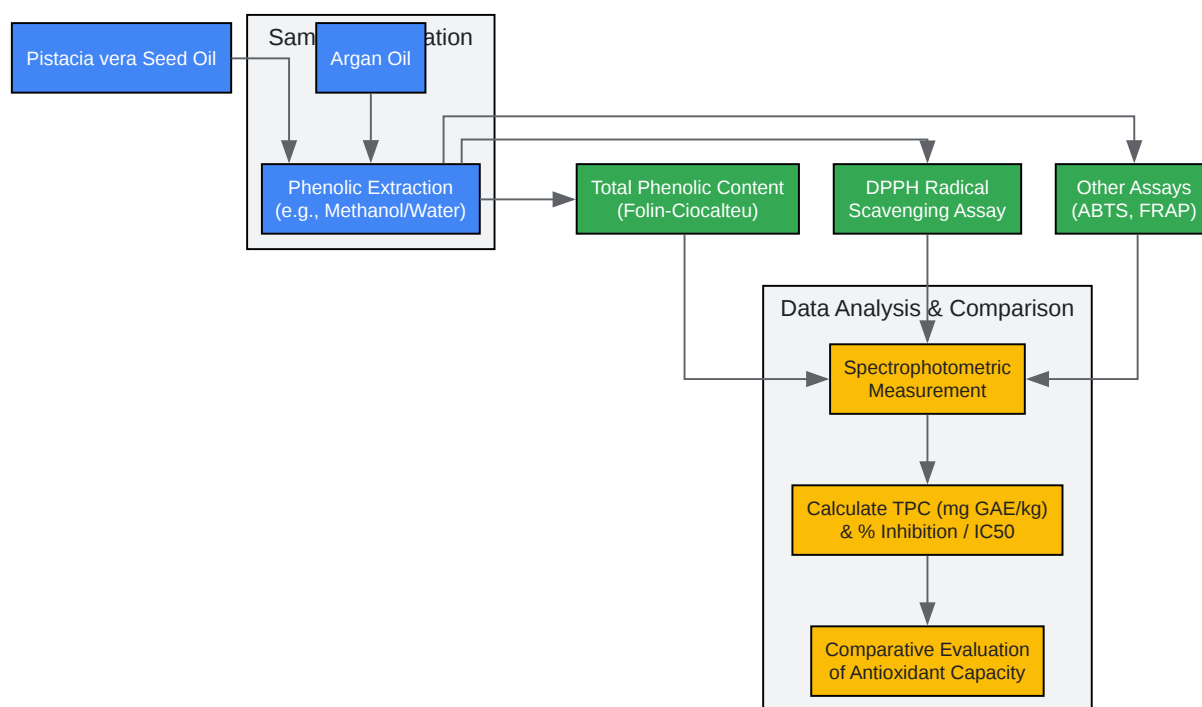 Pistacia vera Seed Oil
Argan Oil
Phenolic Extraction
(e.g., Methanol/Water)
Total Phenolic Content
(Folin-Ciocalteu)
DPPH Radical
Scavenging Assay
Other Assays
(ABTS, FRAP)
Data Analysis & Comparison
Spectrophotometric
Measurement
Calculate TPC (mg GAE/kg)
& % Inhibition / IC50
Comparative Evaluation
of Antioxidant Capacity